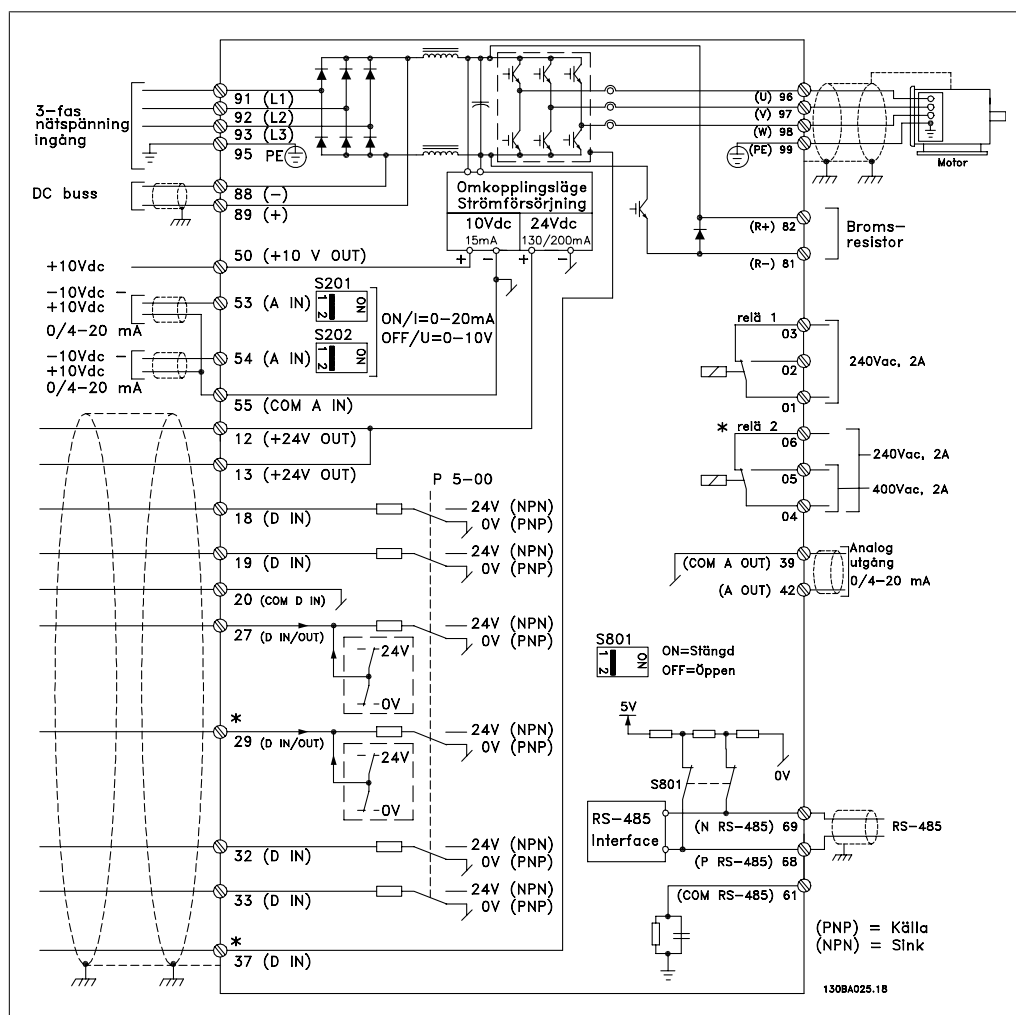 3-fas
nätspänning
ingång
91 (L1)
92 (L2)
93 (L3)
95 PE
DC buss
88 (-)
89 (+)
+10Vdc
50 (+10 V OUT)
-10Vdc -
+10Vdc
0/4-20 mA
53 (A IN)
S201
1 2
ON
-10Vdc -
+10Vdc
0/4-20 mA
54 (A IN)
S202
1 2
ON
ON/I=0-20mA
OFF/U=0-10V
55 (COM A IN)
12 (+24V OUT)
13 (+24V OUT)
P 5-00
18 (D IN)
24V (NPN)
0V (PNP)
19 (D IN)
24V (NPN)
0V (PNP)
20 (COM D IN)
27 (D IN/OUT)
24V (NPN)
0V (PNP)
24V
0V
*
29 (D IN/OUT)
24V (NPN)
0V (PNP)
24V
0V
32 (D IN)
24V (NPN)
0V (PNP)
33 (D IN)
24V (NPN)
0V (PNP)
*
37 (D IN)
Omkopplingsläge
Strömförsörjning
10Vdc
15mA
24Vdc
130/200mA
+ - + -
(U) 96
(V) 97
(W) 98
(PE) 99
Motor
(R+) 82
(R-) 81
Broms-
resistor
relä 1
03
02
01
240Vac, 2A
* relä 2
06
05
04
240Vac, 2A
400Vac, 2A
(COM A OUT) 39
(A OUT) 42
Analog
utgång
0/4-20 mA
S801
1 2
ON
ON=Stängd
OFF=Öppen
5V
S801
0V
RS-485
Interface
(N RS-485) 69
(P RS-485) 68
(COM RS-485) 61
RS-485
(PNP) = Källa
(NPN) = Sink
130BA025.18